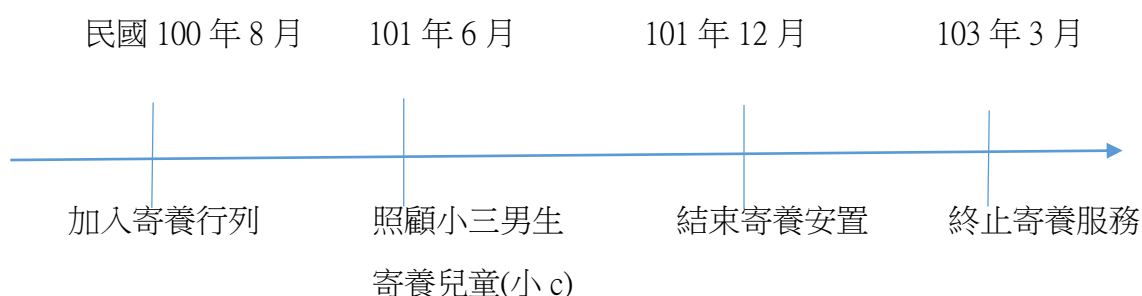 民國 100 年 8 月 101 年 6 月 101 年 12 月 103 年 3 月
加入寄養行列 照顧小三男生 結束寄養安置 終止寄養服務
寄養兒童(小 c)